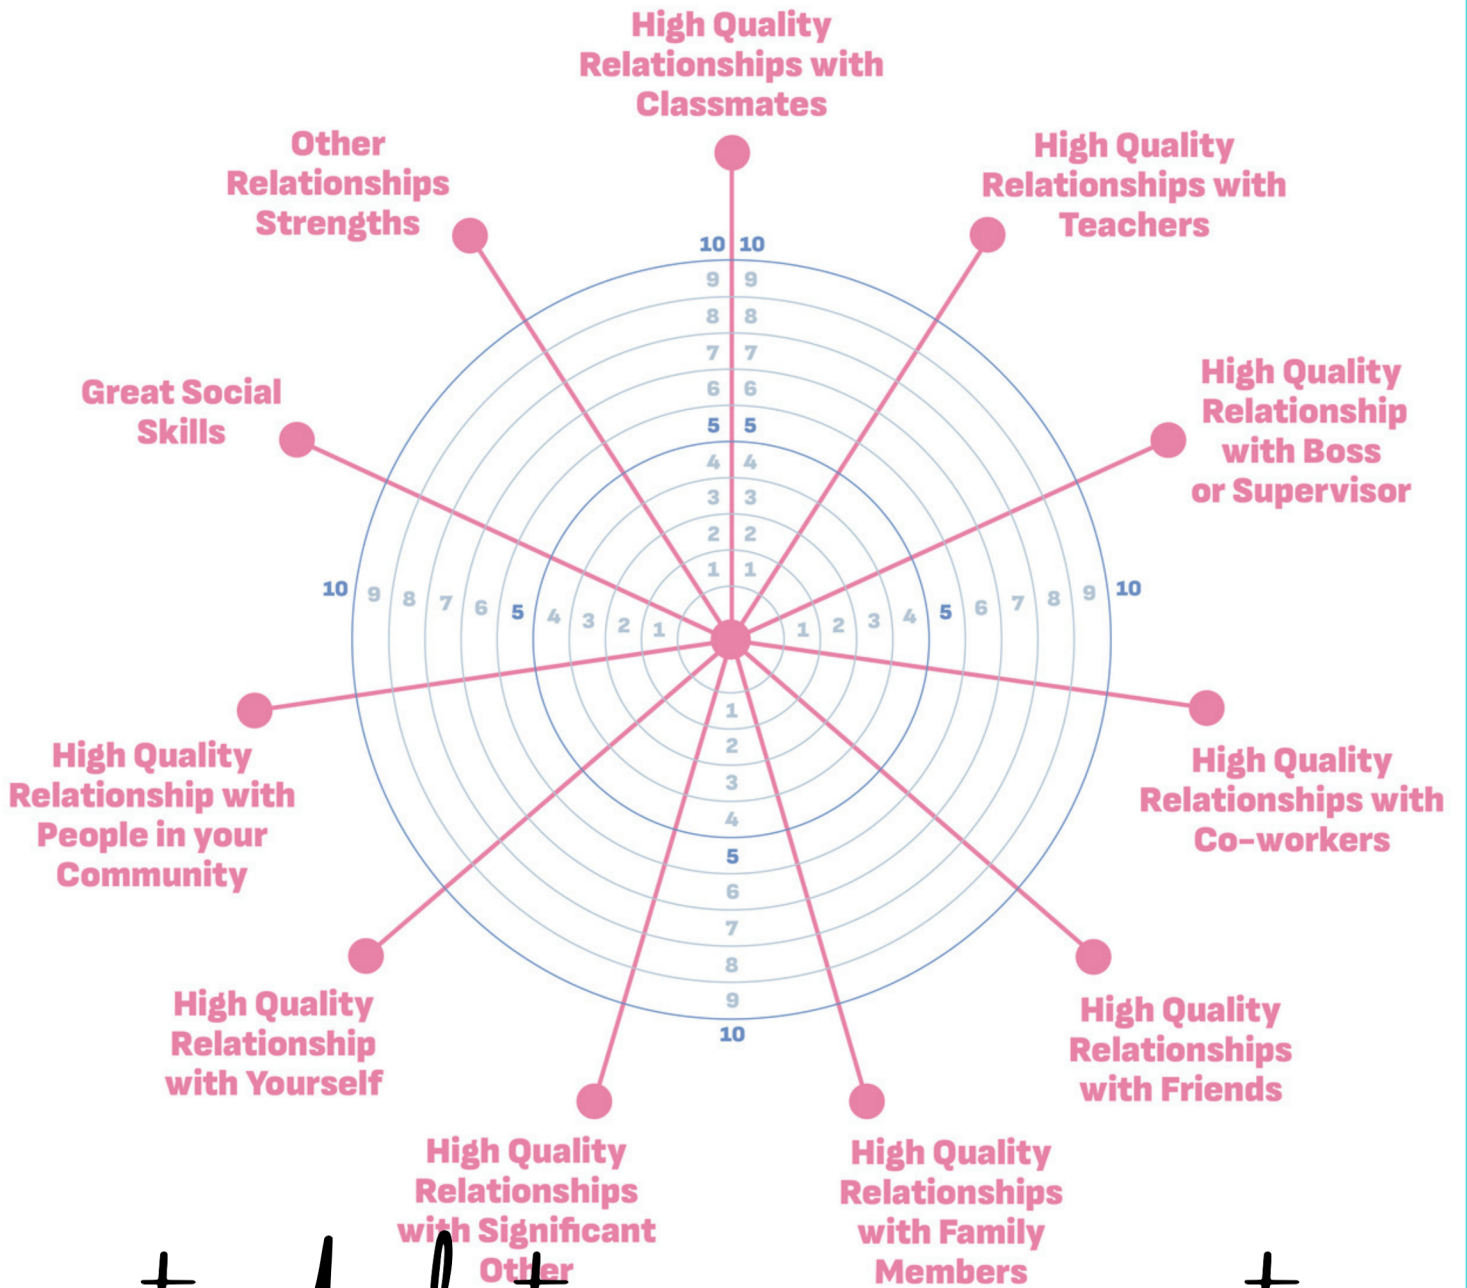 High Quality
Relationships with
Classmates
Other
Relationships
Strengths
High Quality
Relationships with
Teachers
10 10
9 9
8 8
7 7
6 6
5 5
4 4
3 3
2 2
1 1
Great Social
Skills
High Quality
Relationship
with Boss
or Supervisor
10 9 8 7 6 5 4 3 2 1 1 2 3 4 5 6 7 8 9 10
1
2
3
4
5
6
7
8
9
10
High Quality
Relationship with
People in your
Community
High Quality
Relationships with
Co-workers
High Quality
Relationship
with Yourself
High Quality
Relationships
with Friends
High Quality
Relationships
with Significant
Other
High Quality
Relationships
with Family
Members